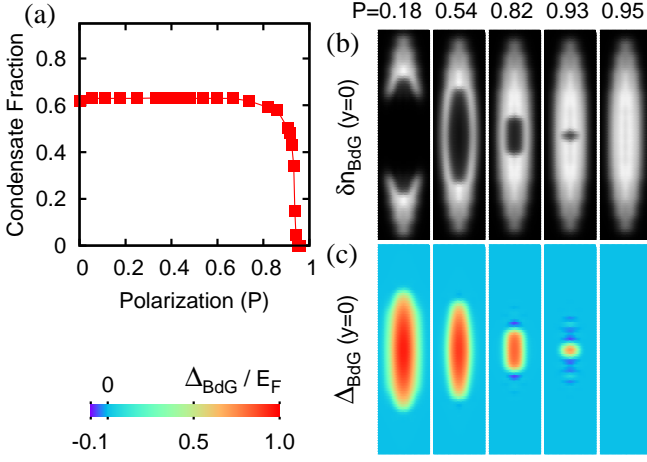 (a)
Condensate Fraction
0.8
0.6
0.4
0.2
0
0 0.2 0.4 0.6 0.8 1
Polarization (P)
0 Δ_BdG / E_F
-0.1 0.5 1.0
P=0.18 0.54 0.82 0.93 0.95
(b)
δn_BdG (y=0)
(c)
Δ_BdG (y=0)